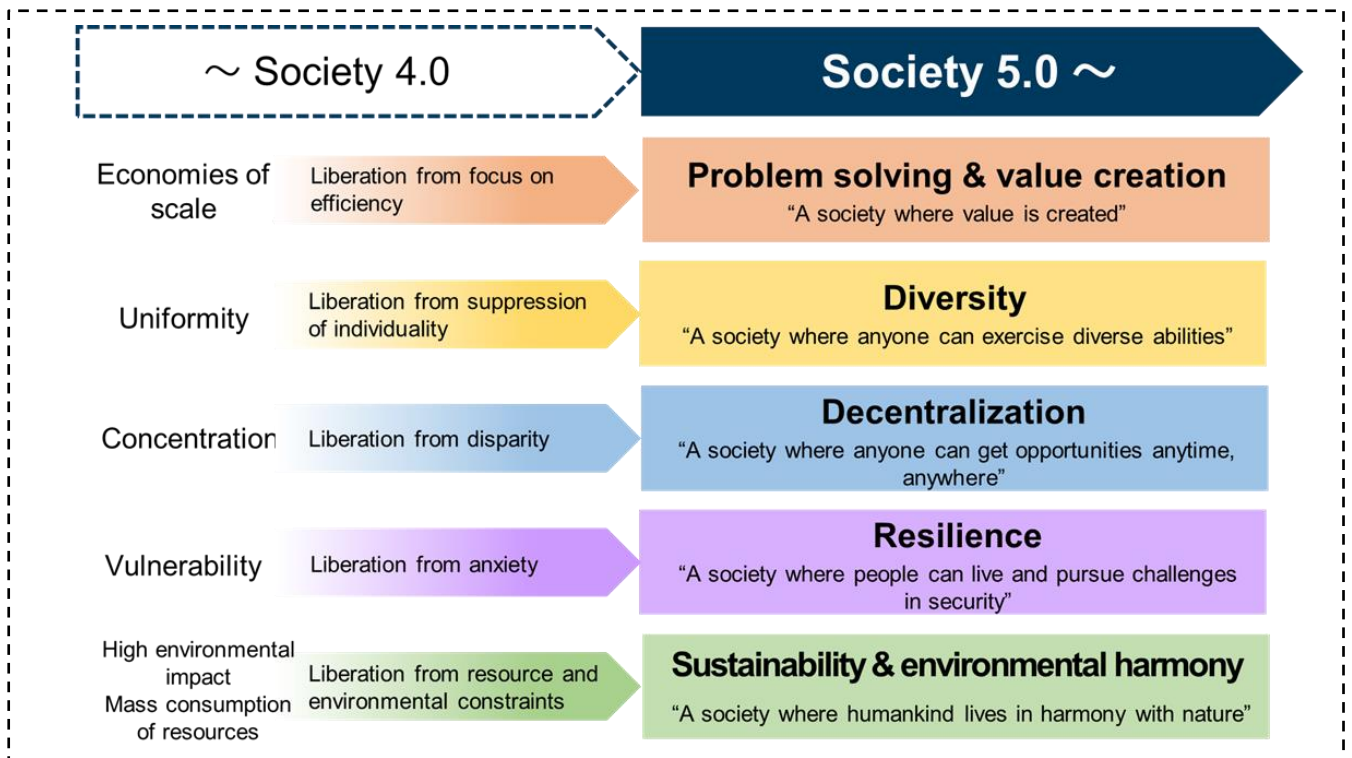 ～ Society 4.0
Society 5.0 ～
Economies of
scale
Liberation from focus on
efficiency
Problem solving & value creation
“A society where value is created”
Uniformity
Liberation from suppression
of individuality
Diversity
“A society where anyone can exercise diverse abilities”
Concentration
Liberation from disparity
Decentralization
“A society where anyone can get opportunities anytime,
anywhere”
Vulnerability
Liberation from anxiety
Resilience
“A society where people can live and pursue challenges
in security”
High environmental
impact
Mass consumption
of resources
Liberation from resource and
environmental constraints
Sustainability & environmental harmony
“A society where humankind lives in harmony with nature”